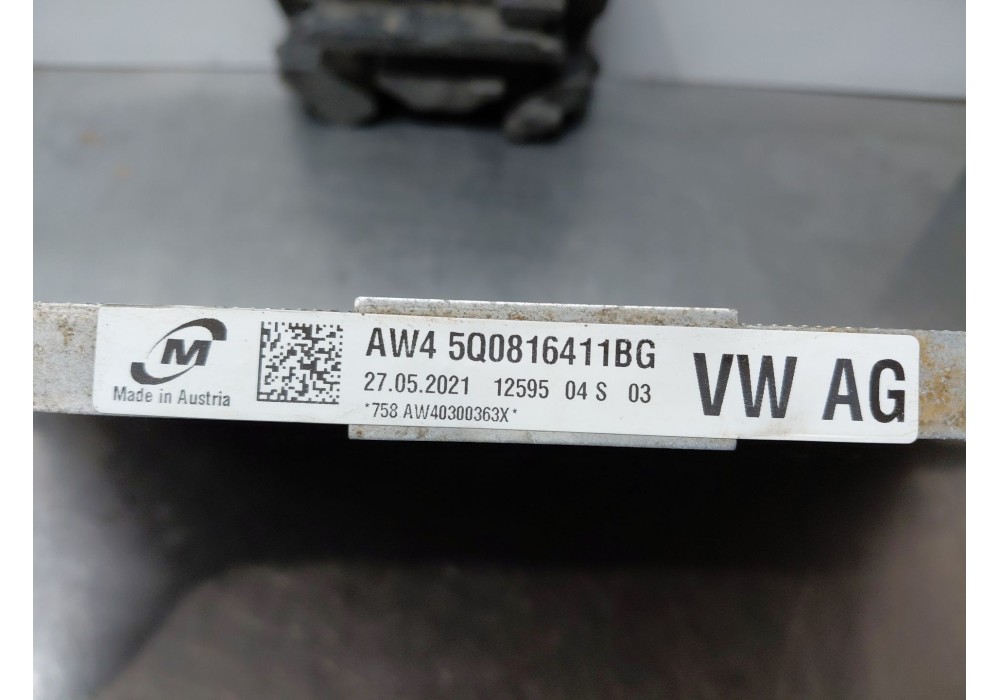 M
Made in Austria
AW4 5Q0816411BG
27.05.2021 12595 04 S 03
*758 AW40300363X*
VW AG